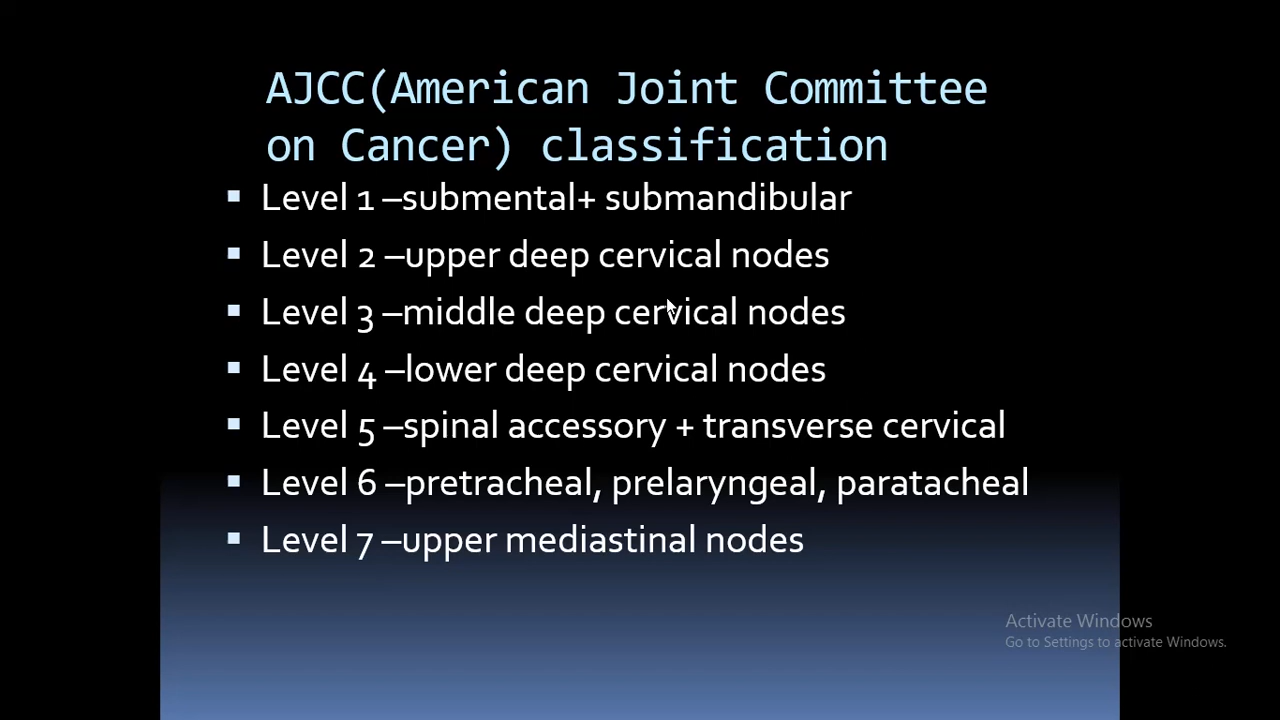 AJCC(American Joint Committee
on Cancer) classification
▪ Level 1 –submental+ submandibular
▪ Level 2 –upper deep cervical nodes
▪ Level 3 –middle deep cervical nodes
▪ Level 4 –lower deep cervical nodes
▪ Level 5 –spinal accessory + transverse cervical
▪ Level 6 –pretracheal, prelaryngeal, paratacheal
▪ Level 7 –upper mediastinal nodes
Activate Windows
Go to Settings to activate Windows.